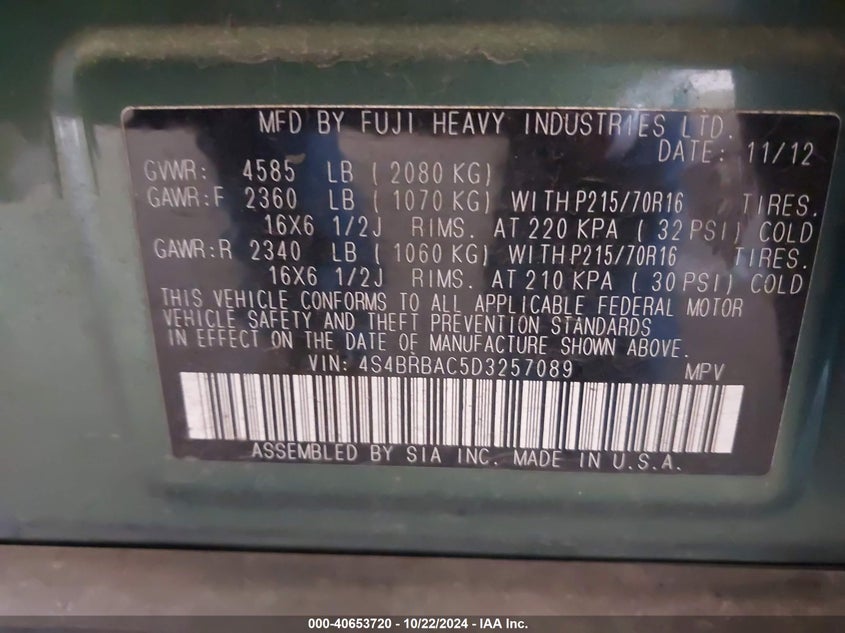 MFD BY FUJI HEAVY INDUSTRIES LTD.
DATE: 11/12
GVWR: 4585 LB ( 2080 KG)
GAWR:F 2360 LB ( 1070 KG) WITH P215/70R16 TIRES.
16X6 1/2J RIMS. AT 220 KPA ( 32 PSI) COLD
GAWR:R 2340 LB ( 1060 KG) WITH P215/70R16 TIRES.
16X6 1/2J RIMS. AT 210 KPA ( 30 PSI) COLD
THIS VEHICLE CONFORMS TO ALL APPLICABLE FEDERAL MOTOR
VEHICLE SAFETY AND THEFT PREVENTION STANDARDS
IN EFFECT ON THE DATE OF MANUFACTURE SHOWN ABOVE.
VIN: 4S4BRBAC5D3257089 MPV
ASSEMBLED BY SIA INC. MADE IN U.S.A.
000-40653720 - 10/22/2024 - IAA Inc.